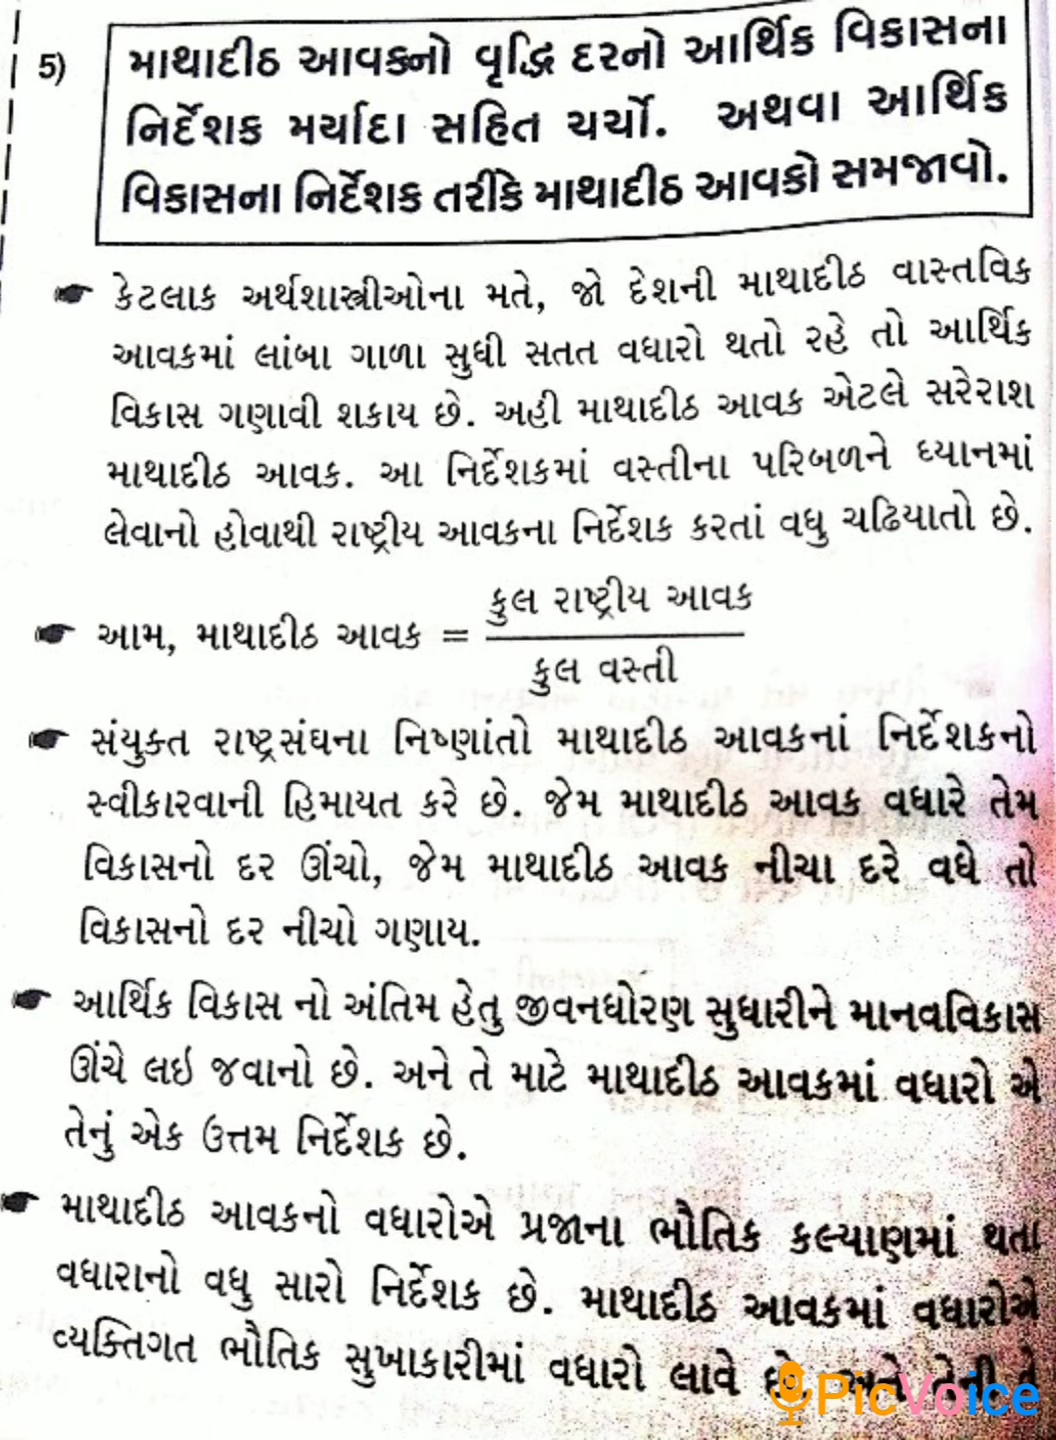 5) માથાદીઠ આવકનો વૃદ્ધિ દરનો આર્થિક વિકાસના
નિર્દેશક મર્યાદા સહિત ચર્ચો. અથવા આર્થિક
વિકાસના નિર્દેશક તરીકે માથાદીઠ આવકો સમજાવો.
☛ કેટલાક અર્થશાસ્ત્રીઓના મતે, જો દેશની માથાદીઠ વાસ્તવિક
આવકમાં લાંબા ગાળા સુધી સતત વધારો થતો રહે તો આર્થિક
વિકાસ ગણાવી શકાય છે. અહી માથાદીઠ આવક એટલે સરેરાશ
માથાદીઠ આવક. આ નિર્દેશકમાં વસ્તીના પરિબળને ધ્યાનમાં
લેવાનો હોવાથી રાષ્ટ્રીય આવકના નિર્દેશક કરતાં વધુ ચઢિયાતો છે.
કુલ રાષ્ટ્રીય આવક
☛ આમ, માથાદીઠ આવક =
કુલ વસ્તી
☛ સંયુક્ત રાષ્ટ્રસંઘના નિષ્ણાંતો માથાદીઠ આવકનાં નિર્દેશકનો
સ્વીકારવાની હિમાયત કરે છે. જેમ માથાદીઠ આવક વધારે તેમ
વિકાસનો દર ઊંચો, જેમ માથાદીઠ આવક નીચા દરે વધે તો
વિકાસનો દર નીચો ગણાય.
☛ આર્થિક વિકાસ નો અંતિમ હેતુ જીવનધોરણ સુધારીને માનવવિકાસ
ઊંચે લઇ જવાનો છે. અને તે માટે માથાદીઠ આવકમાં વધારો એ
તેનું એક ઉત્તમ નિર્દેશક છે.
☛ માથાદીઠ આવકનો વધારોએ પ્રજાના ભૌતિક કલ્યાણમાં થતા
વધારાનો વધુ સારો નિર્દેશક છે. માથાદીઠ આવકમાં વધારોએ
વ્યક્તિગત ભૌતિક સુખાકારીમાં વધારો લાવે
PicVoice